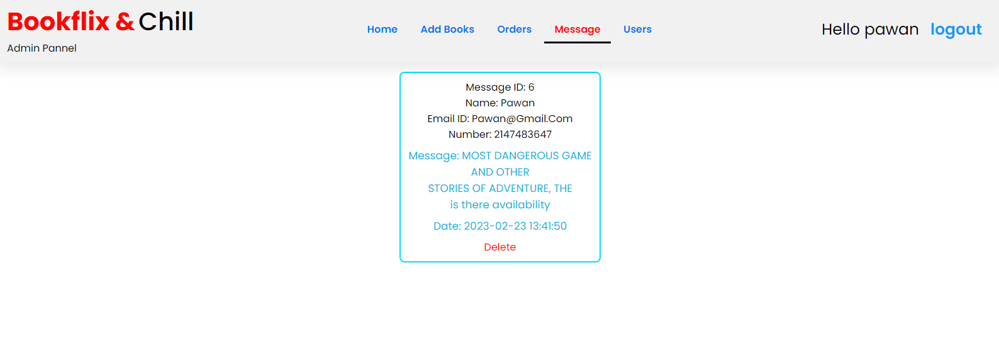 Bookflix & Chill
Admin Pannel
Home Add Books Orders Message Users
Hello pawan logout
Message ID: 6
Name: Pawan
Email ID: Pawan@Gmail.Com
Number: 2147483647
Message: MOST DANGEROUS GAME
AND OTHER
STORIES OF ADVENTURE, THE
is there availability
Date: 2023-02-23 13:41:50
Delete